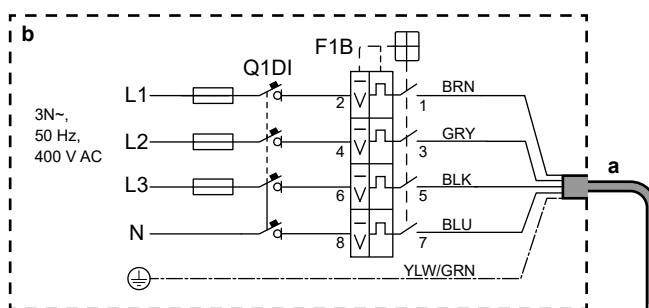 b
F1B
Q1DI
L1
2
1
BRN
3N~,
50 Hz,
400 V AC
L2
4
3
GRY
L3
6
5
BLK
a
N
8
7
BLU
YLW/GRN